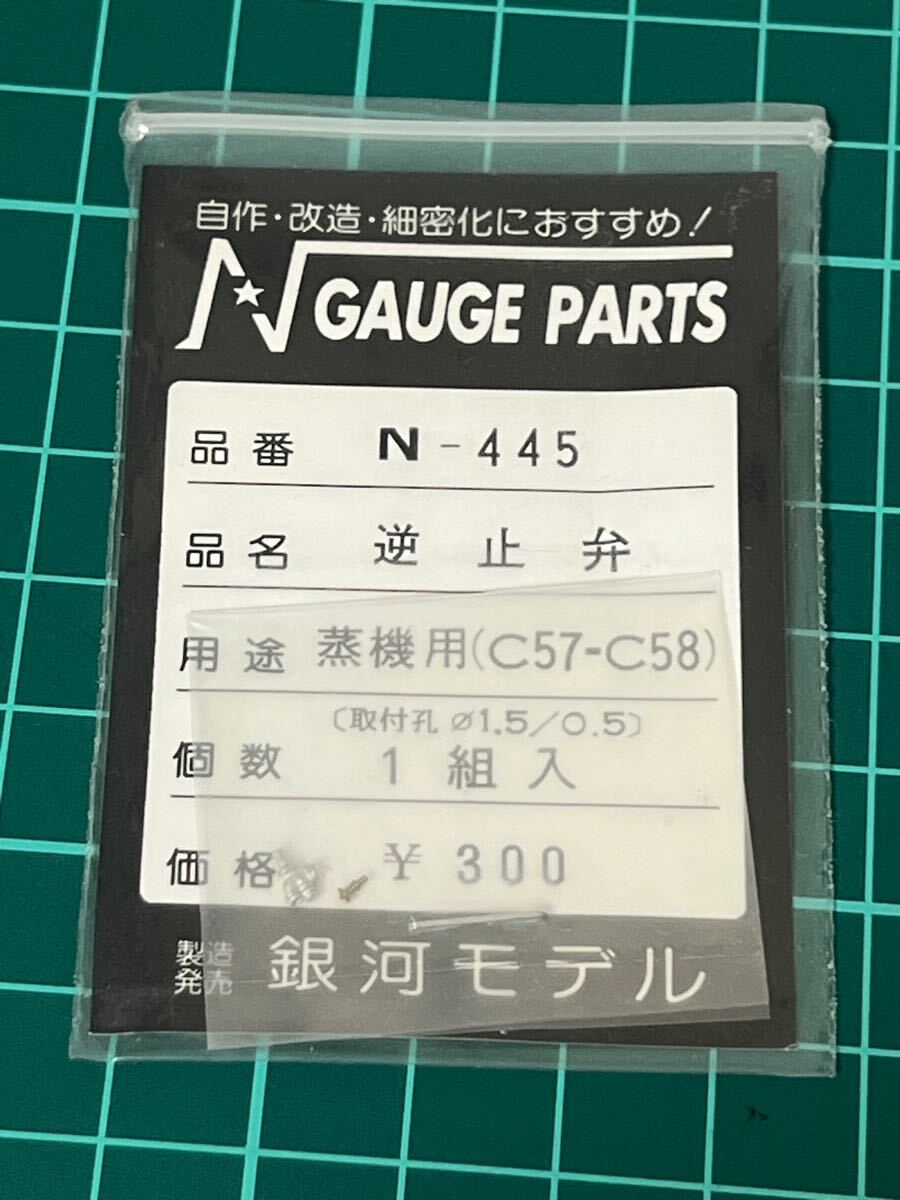 自作・改造・細密化におすすめ!
N GAUGE PARTS
品番 N-445
品名 逆止弁
用途 蒸機用(C57-C58)
〔取付孔 ø1.5/0.5〕
個数 1組入
価格 ¥300
製造
発売 銀河モデル